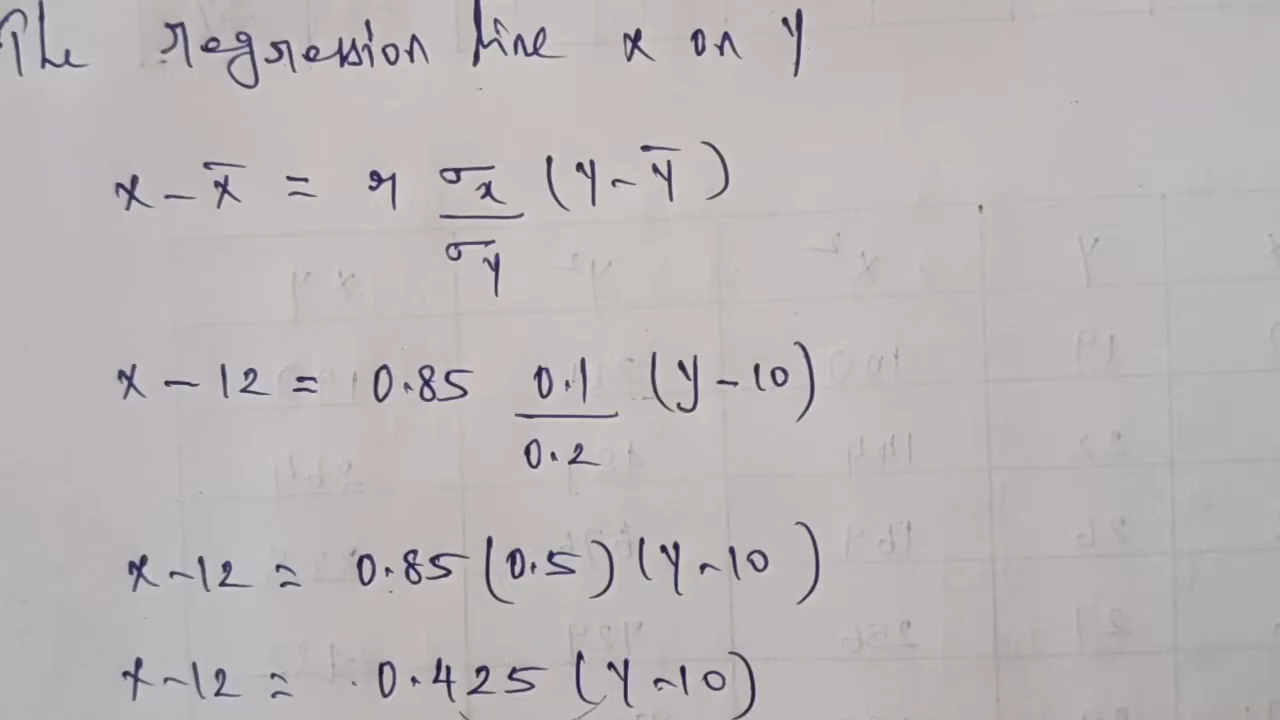 The regression line x on y
x - x̄ = r σx/σy (y - ȳ)
x - 12 = 0.85 0.1/0.2 (y - 10)
x - 12 = 0.85 (0.5) (y - 10)
x - 12 = 0.425 (y - 10)